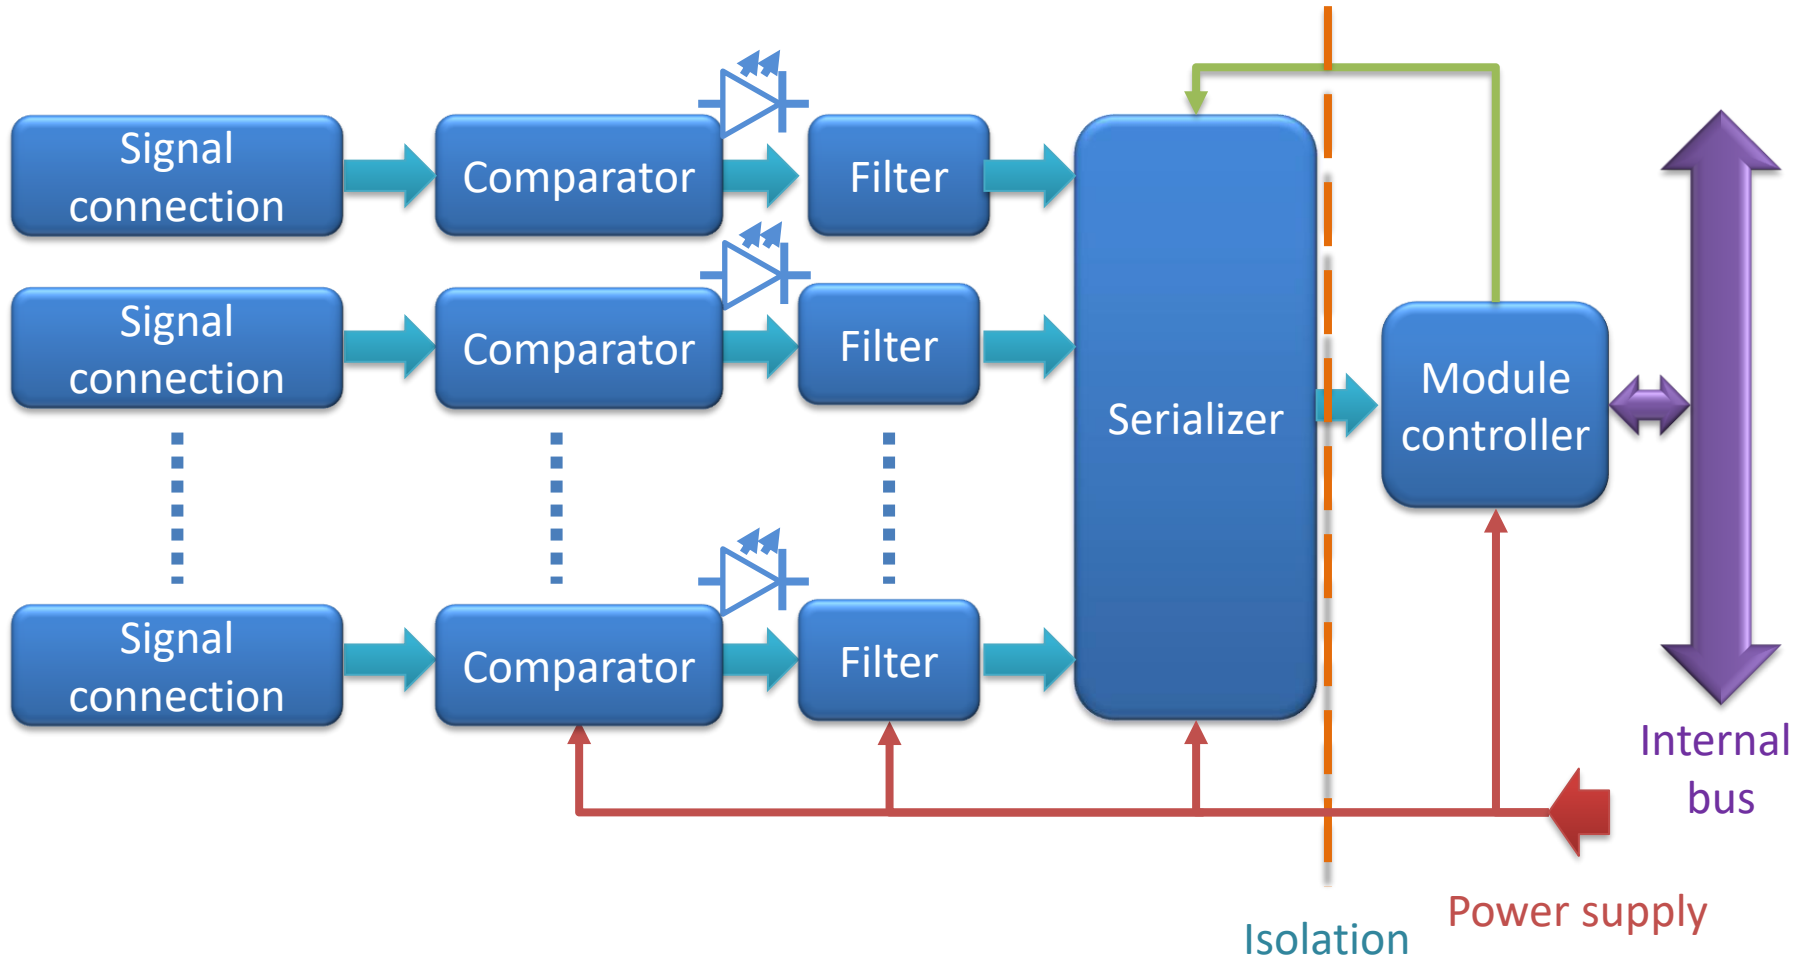 Signal
connection
Comparator
Filter
Signal
connection
Comparator
Filter
Serializer
Module
controller
Signal
connection
Comparator
Filter
Internal
bus
Power supply
Isolation